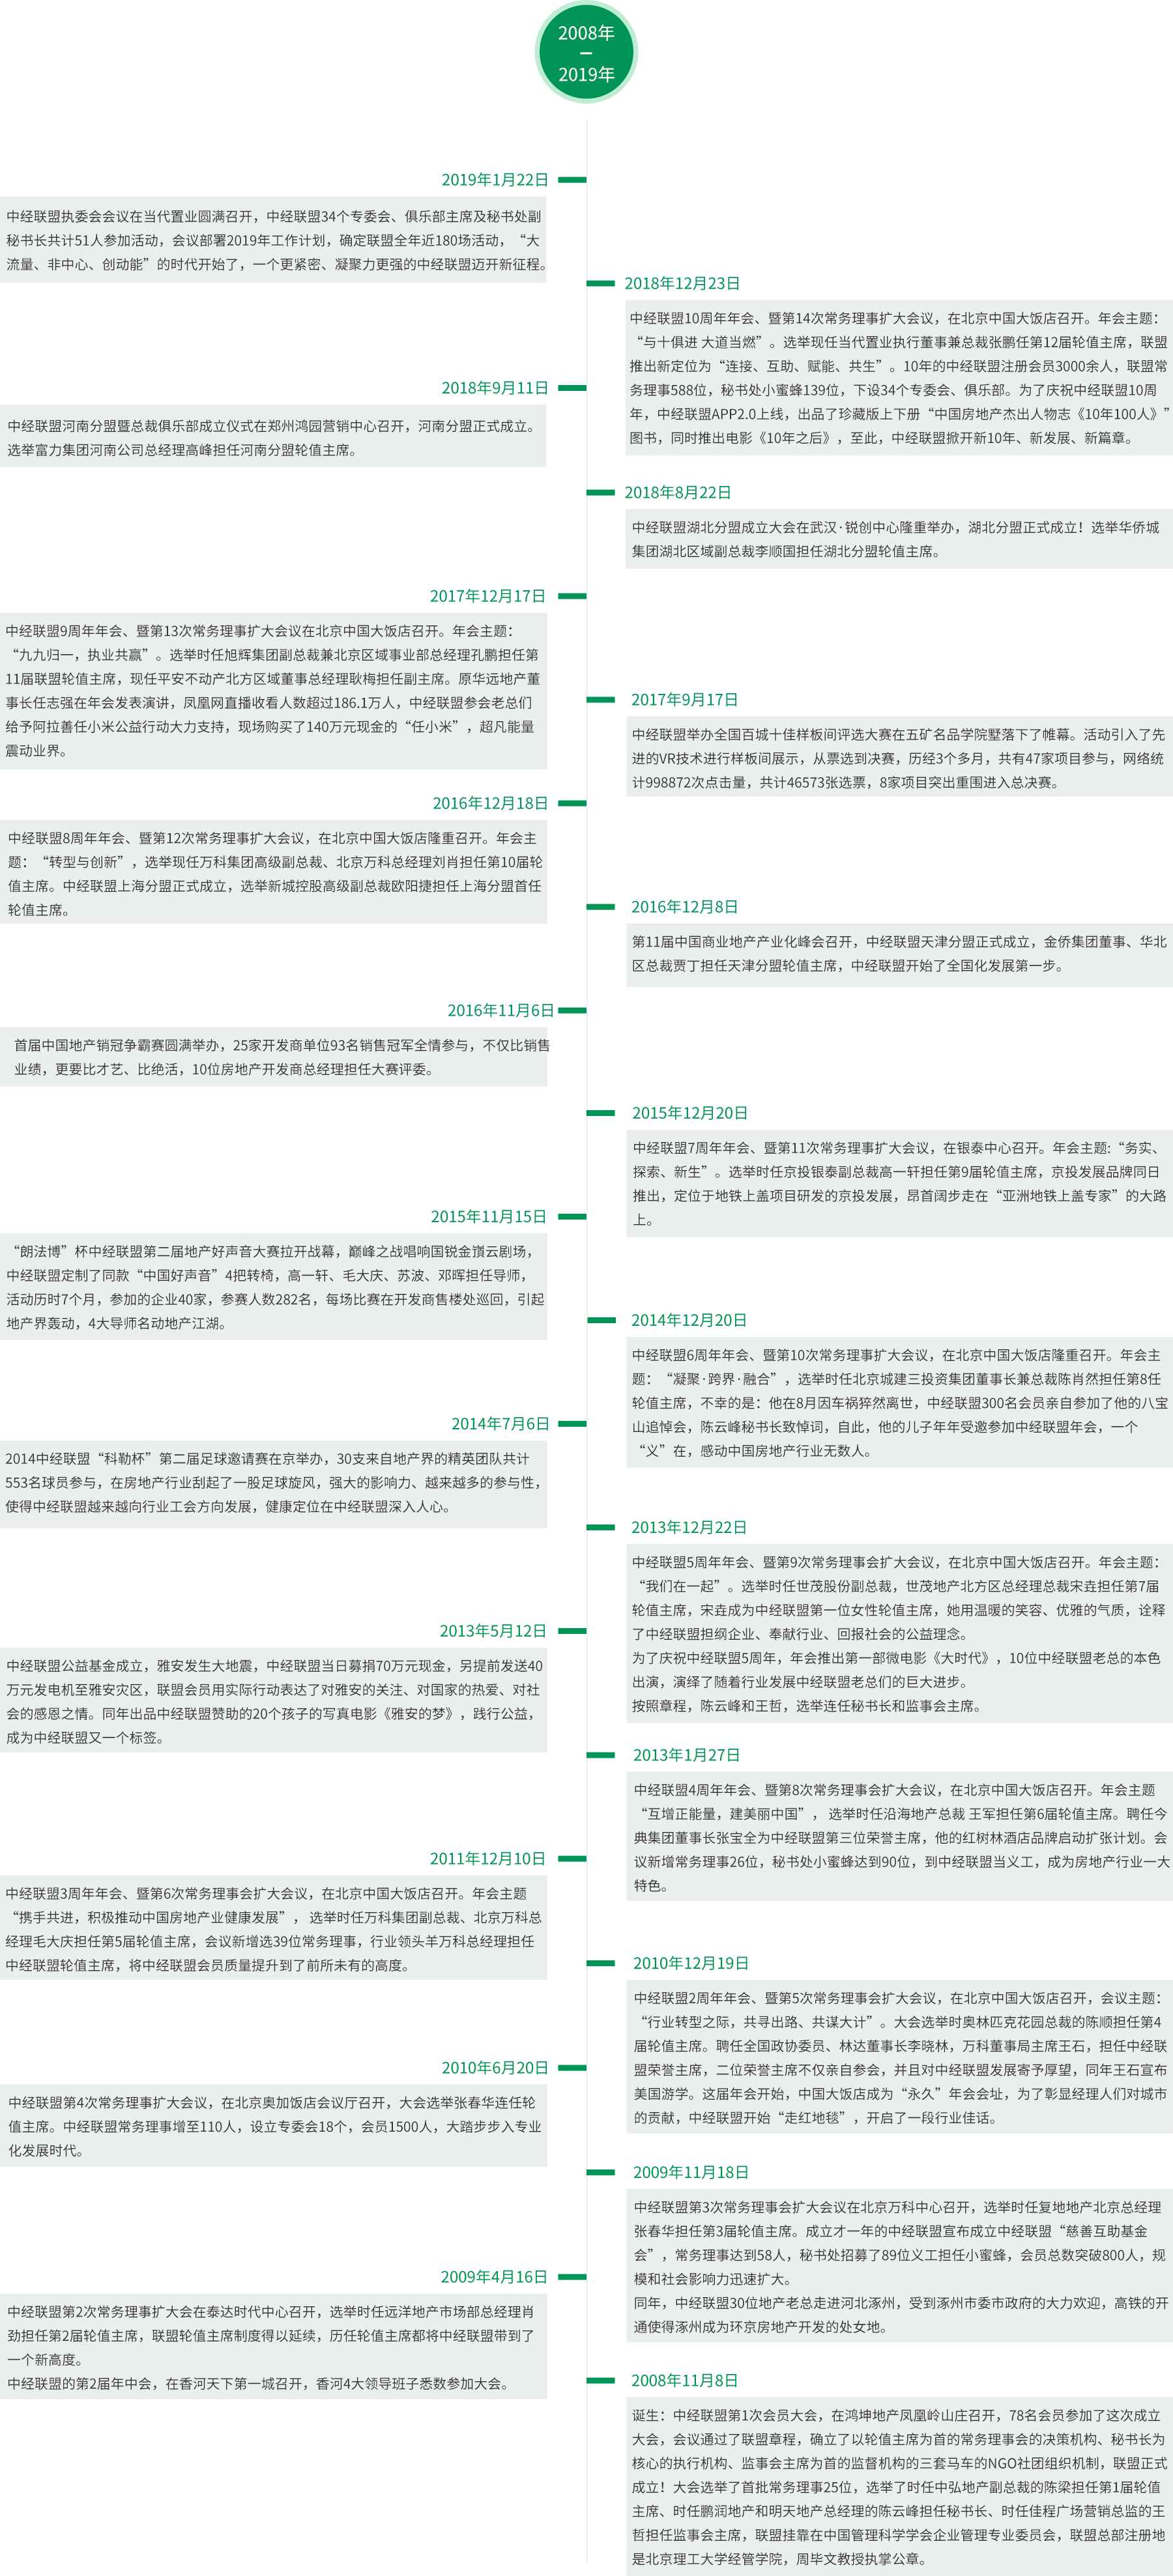 2008年
–
2019年
2019年1月22日
中经联盟执委会会议在当代置业圆满召开，中经联盟34个专委会、俱乐部主席及秘书处副
秘书长共计51人参加活动，会议部署2019年工作计划，确定联盟全年近180场活动，“大
流量、非中心、创动能”的时代开始了，一个更紧密、凝聚力更强的中经联盟迈开新征程。
2018年12月23日
中经联盟10周年年会、暨第14次常务理事扩大会议，在北京中国大饭店召开。年会主题：
“与十俱进 大道当燃”。选举现任当代置业执行董事兼总裁张鹏任第12届轮值主席，联盟
推出新定位为“连接、互助、赋能、共生”。10年的中经联盟注册会员3000余人，联盟常
务理事588位，秘书处小蜜蜂139位，下设34个专委会、俱乐部。为了庆祝中经联盟10周
年，中经联盟APP2.0上线，出品了珍藏版上下册“中国房地产杰出人物志《10年100人》”
图书，同时推出电影《10年之后》，至此，中经联盟掀开新10年、新发展、新篇章。
2018年9月11日
中经联盟河南分盟暨总裁俱乐部成立仪式在郑州鸿园营销中心召开，河南分盟正式成立。
选举富力集团河南公司总经理高峰担任河南分盟轮值主席。
2018年8月22日
中经联盟湖北分盟成立大会在武汉·锐创中心隆重举办，湖北分盟正式成立！选举华侨城
集团湖北区域副总裁李顺国担任湖北分盟轮值主席。
2017年12月17日
中经联盟9周年年会、暨第13次常务理事扩大会议在北京中国大饭店召开。年会主题：
“九九归一，执业共赢”。选举时任旭辉集团副总裁兼北京区域事业部总经理孔鹏担任第
11届联盟轮值主席，现任平安不动产北方区域董事总经理耿梅担任副主席。原华远地产董
事长任志强在年会发表演讲，凤凰网直播收看人数超过186.1万人，中经联盟参会老总们
给予阿拉善任小米公益行动大力支持，现场购买了140万元现金的“任小米”，超凡能量
震动业界。
2017年9月17日
中经联盟举办全国百城十佳样板间评选大赛在五矿名品学院墅落下了帷幕。活动引入了先
进的VR技术进行样板间展示，从票选到决赛，历经3个多月，共有47家项目参与，网络统
计998872次点击量，共计46573张选票，8家项目突出重围进入总决赛。
2016年12月18日
中经联盟8周年年会、暨第12次常务理事扩大会议，在北京中国大饭店隆重召开。年会主
题：“转型与创新”，选举现任万科集团高级副总裁、北京万科总经理刘肖担任第10届轮
值主席。中经联盟上海分盟正式成立，选举新城控股高级副总裁欧阳捷担任上海分盟首任
轮值主席。
2016年12月8日
第11届中国商业地产产业化峰会召开，中经联盟天津分盟正式成立，金侨集团董事、华北
区总裁贾丁担任天津分盟轮值主席，中经联盟开始了全国化发展第一步。
2016年11月6日
首届中国地产销冠争霸赛圆满举办，25家开发商单位93名销售冠军全情参与，不仅比销售
业绩，更要比才艺、比绝活，10位房地产开发商总经理担任大赛评委。
2015年12月20日
中经联盟7周年年会、暨第11次常务理事扩大会议，在银泰中心召开。年会主题:“务实、
探索、新生”。选举时任京投银泰副总裁高一轩担任第9届轮值主席，京投发展品牌同日
推出，定位于地铁上盖项目研发的京投发展，昂首阔步走在“亚洲地铁上盖专家”的大路
上。
2015年11月15日
“朗法博”杯中经联盟第二届地产好声音大赛拉开战幕，巅峰之战唱响国锐金嵿云剧场，
中经联盟定制了同款“中国好声音”4把转椅，高一轩、毛大庆、苏波、邓晖担任导师，
活动历时7个月，参加的企业40家，参赛人数282名，每场比赛在开发商售楼处巡回，引起
地产界轰动，4大导师名动地产江湖。
2014年12月20日
中经联盟6周年年会、暨第10次常务理事扩大会议，在北京中国大饭店隆重召开。年会主
题：“凝聚·跨界·融合”，选举时任北京城建三投资集团董事长兼总裁陈肖然担任第8任
轮值主席，不幸的是：他在8月因车祸猝然离世，中经联盟300名会员亲自参加了他的八宝
山追悼会，陈云峰秘书长致悼词，自此，他的儿子年年受邀参加中经联盟年会，一个
“义”在，感动中国房地产行业无数人。
2014年7月6日
2014中经联盟“科勒杯”第二届足球邀请赛在京举办，30支来自地产界的精英团队共计
553名球员参与，在房地产行业刮起了一股足球旋风，强大的影响力、越来越多的参与性，
使得中经联盟越来越向行业工会方向发展，健康定位在中经联盟深入人心。
2013年12月22日
中经联盟5周年年会、暨第9次常务理事会扩大会议，在北京中国大饭店召开。年会主题：
“我们在一起”。选举时任世茂股份副总裁，世茂地产北方区总经理总裁宋垚担任第7届
轮值主席，宋垚成为中经联盟第一位女性轮值主席，她用温暖的笑容、优雅的气质，诠释
了中经联盟担纲企业、奉献行业、回报社会的公益理念。
为了庆祝中经联盟5周年，年会推出第一部微电影《大时代》，10位中经联盟老总的本色
出演，演绎了随着行业发展中经联盟老总们的巨大进步。
按照章程，陈云峰和王哲，选举连任秘书长和监事会主席。
2013年5月12日
中经联盟公益基金成立，雅安发生大地震，中经联盟当日募捐70万元现金，另提前发送40
万元发电机至雅安灾区，联盟会员用实际行动表达了对雅安的关注、对国家的热爱、对社
会的感恩之情。同年出品中经联盟赞助的20个孩子的写真电影《雅安的梦》，践行公益，
成为中经联盟又一个标签。
2013年1月27日
中经联盟4周年年会、暨第8次常务理事会扩大会议，在北京中国大饭店召开。年会主题
“互增正能量，建美丽中国”， 选举时任沿海地产总裁 王军担任第6届轮值主席。聘任今
典集团董事长张宝全为中经联盟第三位荣誉主席，他的红树林酒店品牌启动扩张计划。会
议新增常务理事26位，秘书处小蜜蜂达到90位，到中经联盟当义工，成为房地产行业一大
特色。
2011年12月10日
中经联盟3周年年会、暨第6次常务理事会扩大会议，在北京中国大饭店召开。年会主题
“携手共进，积极推动中国房地产业健康发展”， 选举时任万科集团副总裁、北京万科总
经理毛大庆担任第5届轮值主席，会议新增选39位常务理事，行业领头羊万科总经理担任
中经联盟轮值主席，将中经联盟会员质量提升到了前所未有的高度。
2010年12月19日
中经联盟2周年年会、暨第5次常务理事会扩大会议，在北京中国大饭店召开，会议主题：
“行业转型之际，共寻出路、共谋大计”。大会选举时奥林匹克花园总裁的陈顺担任第4
届轮值主席。聘任全国政协委员、林达董事长李晓林，万科董事局主席王石，担任中经联
盟荣誉主席，二位荣誉主席不仅亲自参会，并且对中经联盟发展寄予厚望，同年王石宣布
美国游学。这届年会开始，中国大饭店成为“永久”年会会址，为了彰显经理人们对城市
的贡献，中经联盟开始“走红地毯”，开启了一段行业佳话。
2010年6月20日
中经联盟第4次常务理事扩大会议，在北京奥加饭店会议厅召开，大会选举张春华连任轮
值主席。中经联盟常务理事增至110人，设立专委会18个，会员1500人，大踏步步入专业
化发展时代。
2009年11月18日
中经联盟第3次常务理事会扩大会议在北京万科中心召开，选举时任复地地产北京总经理
张春华担任第3届轮值主席。成立才一年的中经联盟宣布成立中经联盟“慈善互助基金
会”，常务理事达到58人，秘书处招募了89位义工担任小蜜蜂，会员总数突破800人，规
模和社会影响力迅速扩大。
同年，中经联盟30位地产老总走进河北涿州，受到涿州市委市政府的大力欢迎，高铁的开
通使得涿州成为环京房地产开发的处女地。
2009年4月16日
中经联盟第2次常务理事扩大会在泰达时代中心召开，选举时任远洋地产市场部总经理肖
劲担任第2届轮值主席，联盟轮值主席制度得以延续，历任轮值主席都将中经联盟带到了
一个新高度。
中经联盟的第2届年中会，在香河天下第一城召开，香河4大领导班子悉数参加大会。
2008年11月8日
诞生：中经联盟第1次会员大会，在鸿坤地产凤凰岭山庄召开，78名会员参加了这次成立
大会，会议通过了联盟章程，确立了以轮值主席为首的常务理事会的决策机构、秘书长为
核心的执行机构、监事会主席为首的监督机构的三套马车的NGO社团组织机制，联盟正式
成立！大会选举了首批常务理事25位，选举了时任中弘地产副总裁的陈梁担任第1届轮值
主席、时任鹏润地产和明天地产总经理的陈云峰担任秘书长、时任佳程广场营销总监的王
哲担任监事会主席，联盟挂靠在中国管理科学学会企业管理专业委员会，联盟总部注册地
是北京理工大学经管学院，周毕文教授执掌公章。